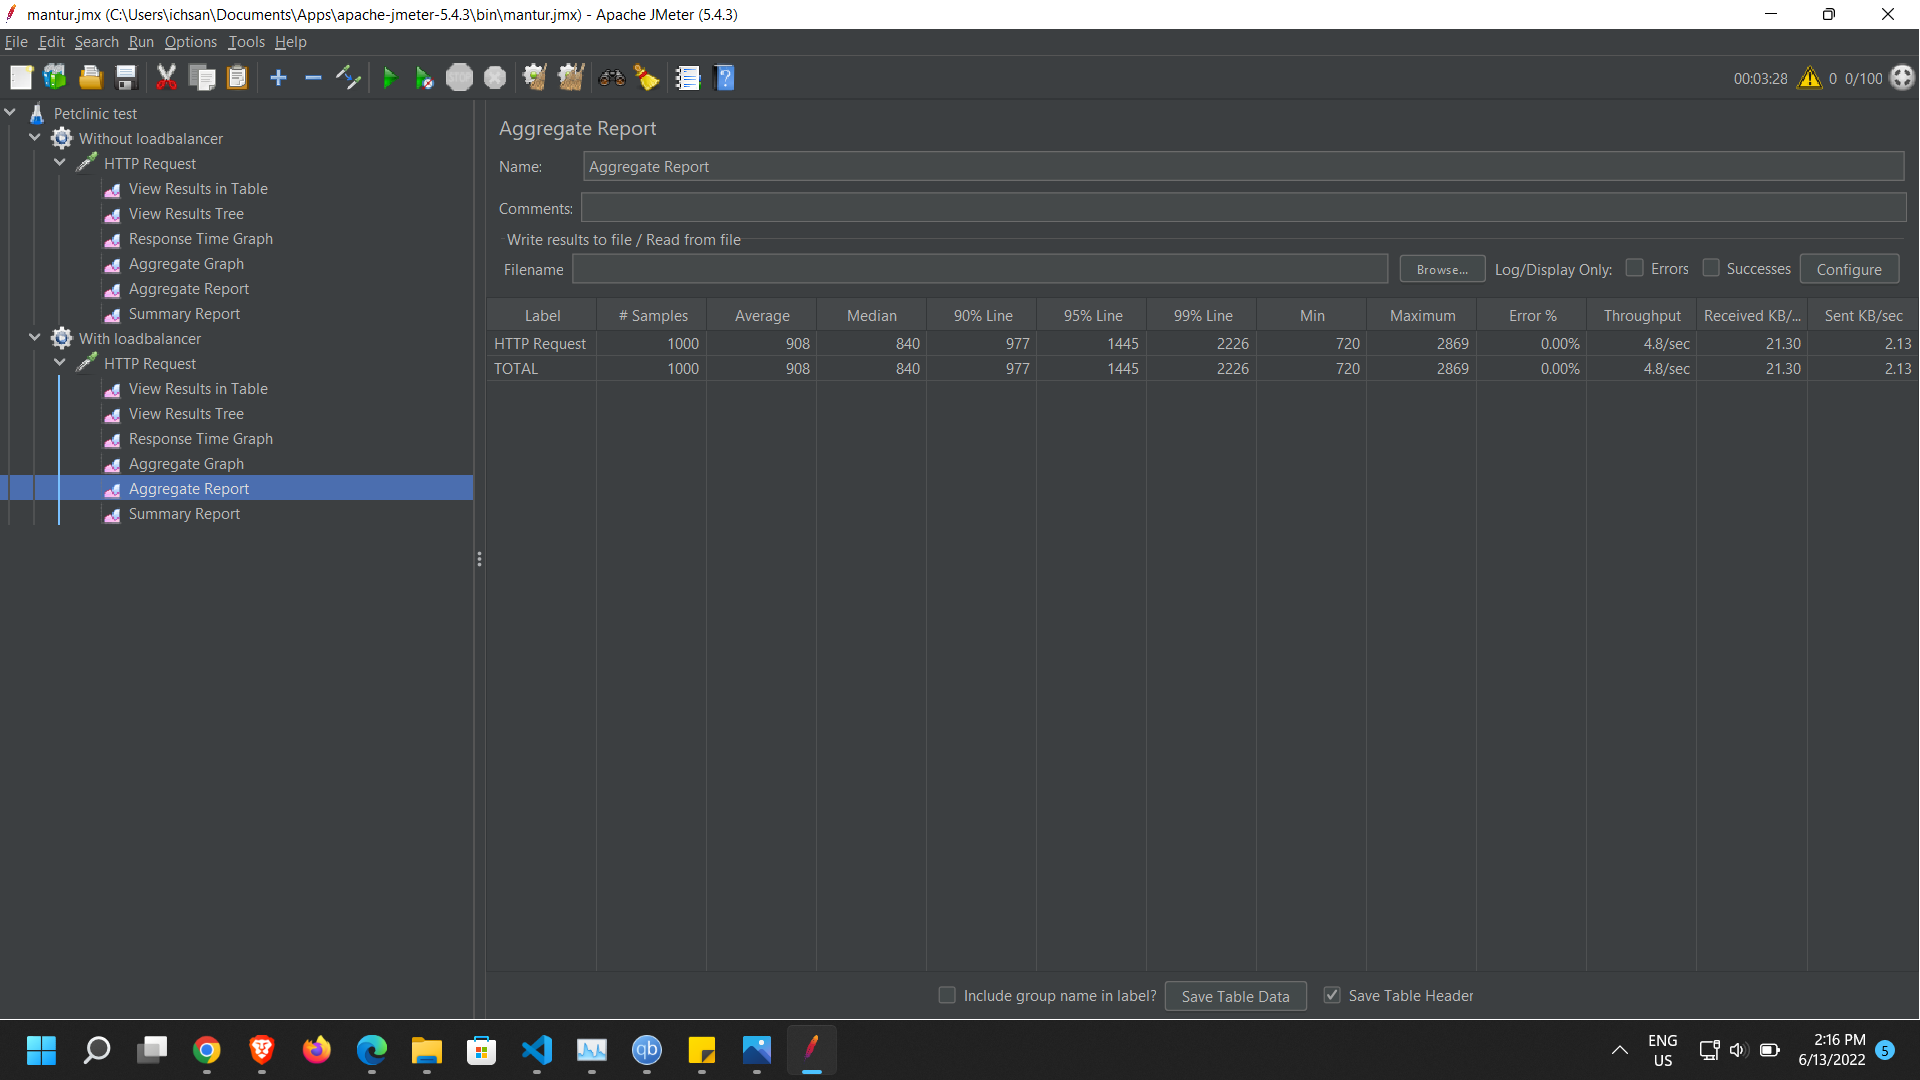 mantur.jmx (C:\Users\ichsan\Documents\Apps\apache-jmeter-5.4.3\bin\mantur.jmx) - Apache JMeter (5.4.3)
File Edit Search Run Options Tools Help
STOP
00:03:28 0 0/100
Petclinic test
Without loadbalancer
HTTP Request
View Results in Table
View Results Tree
Response Time Graph
Aggregate Graph
Aggregate Report
Summary Report
With loadbalancer
HTTP Request
View Results in Table
View Results Tree
Response Time Graph
Aggregate Graph
Aggregate Report
Summary Report
Aggregate Report
Name: Aggregate Report
Comments:
Write results to file / Read from file
Filename Browse... Log/Display Only: Errors Successes Configure
Label # Samples Average Median 90% Line 95% Line 99% Line Min Maximum Error % Throughput Received KB/... Sent KB/sec
HTTP Request 1000 908 840 977 1445 2226 720 2869 0.00% 4.8/sec 21.30 2.13
TOTAL 1000 908 840 977 1445 2226 720 2869 0.00% 4.8/sec 21.30 2.13
Include group name in label? Save Table Data Save Table Header
qb
ENG
US
2:16 PM
6/13/2022
5